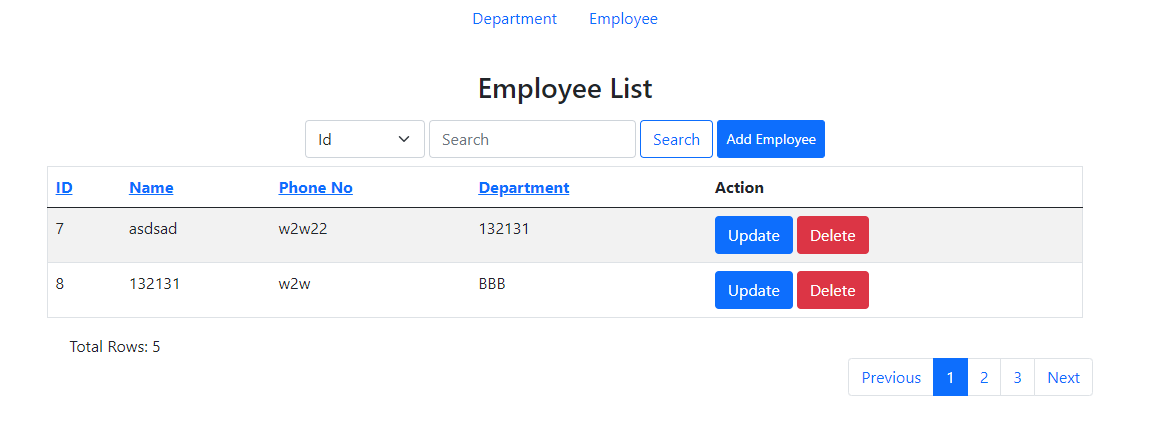 Department Employee
Employee List
Id Search Search Add Employee
ID Name Phone No Department Action
7 asdsad w2w22 132131 Update Delete
8 132131 w2w BBB Update Delete
Total Rows: 5
Previous 1 2 3 Next